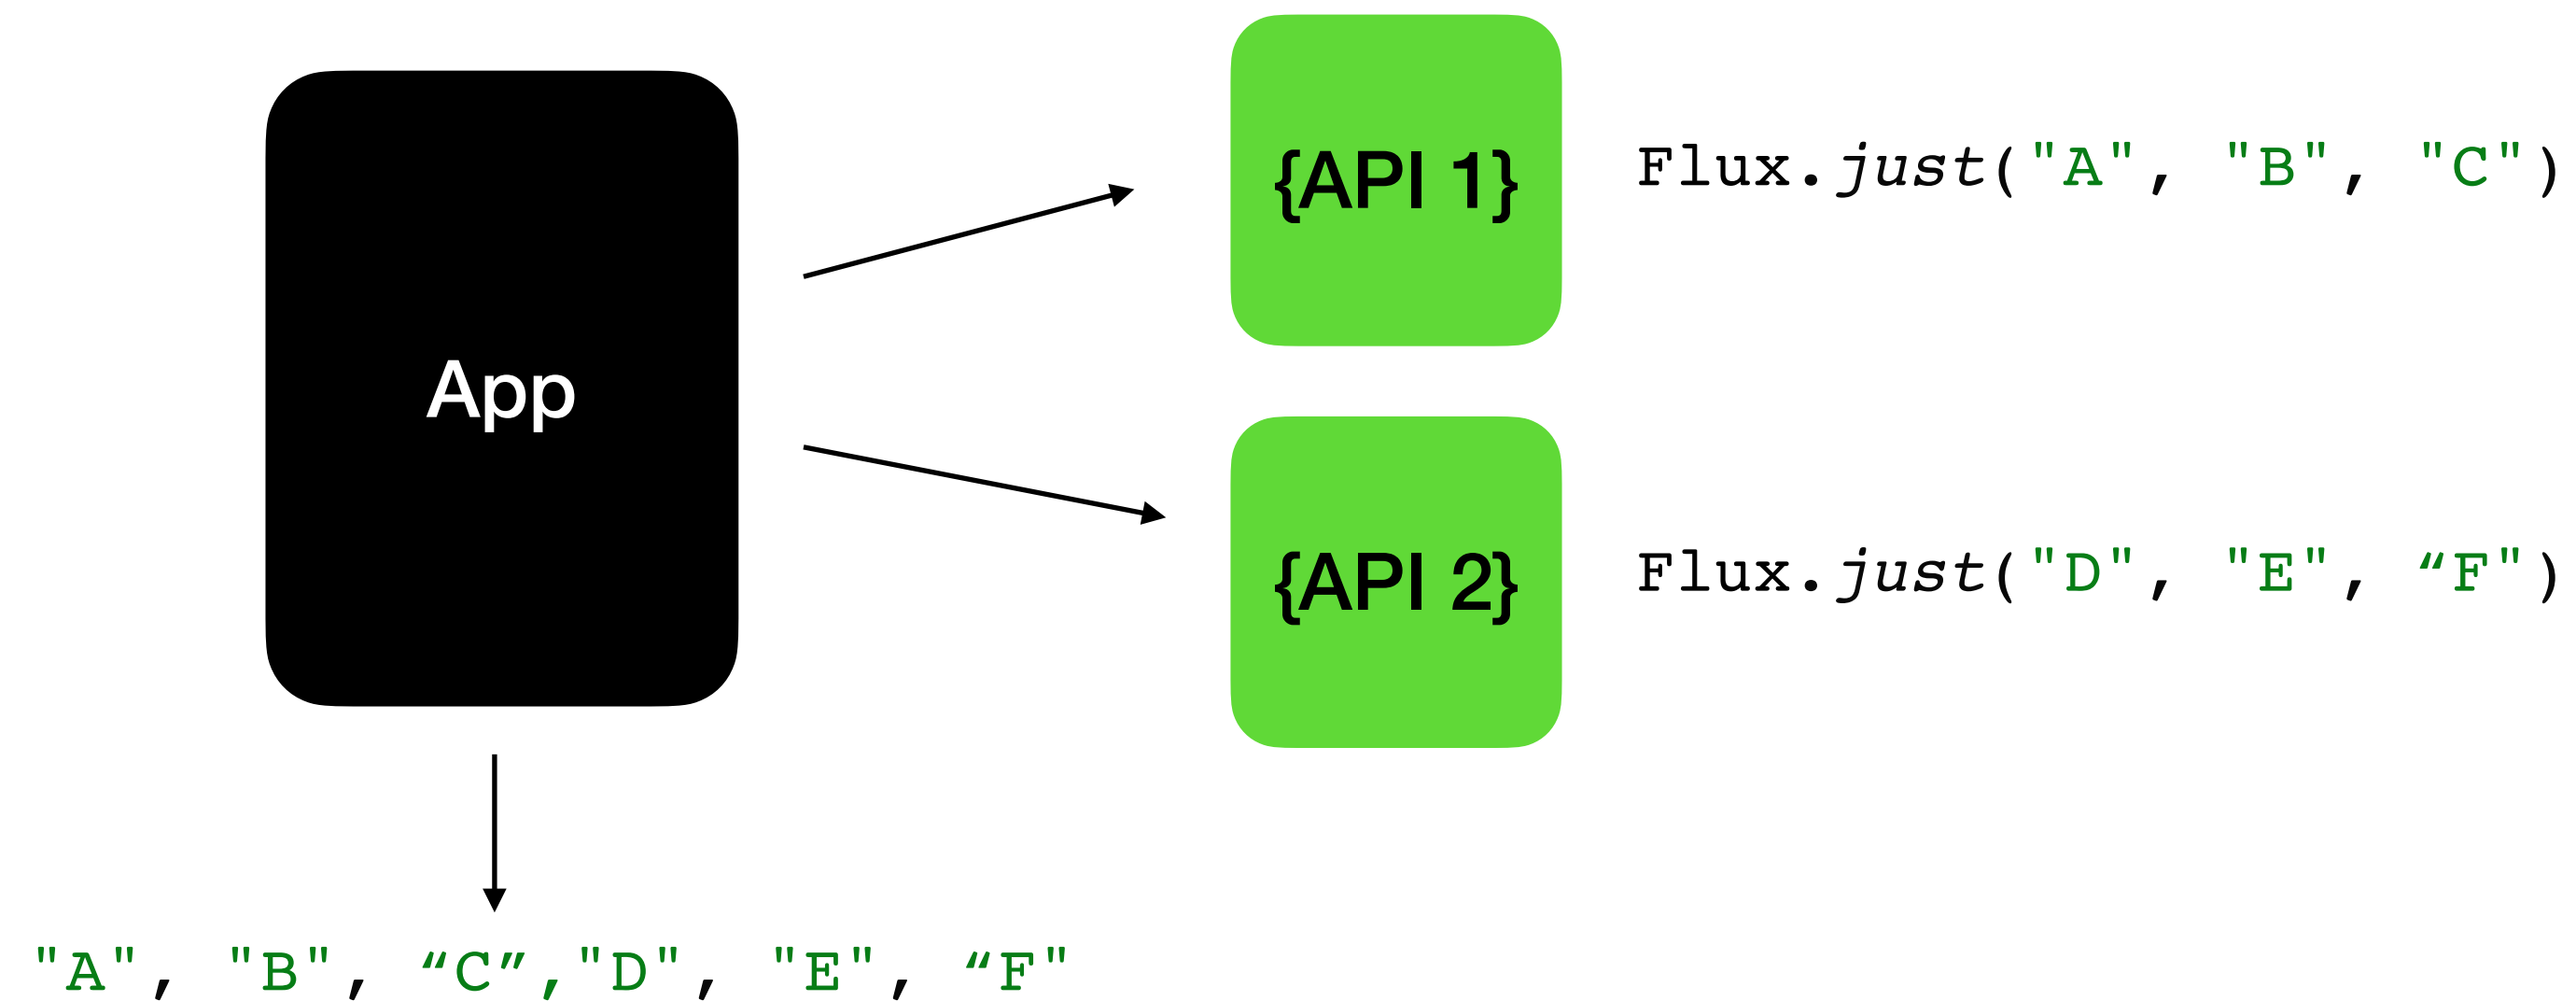 {API 1}
Flux.just("A", "B", "C")
App
{API 2}
Flux.just("D", "E", “F")
"A", "B", “C”,"D", "E", “F"